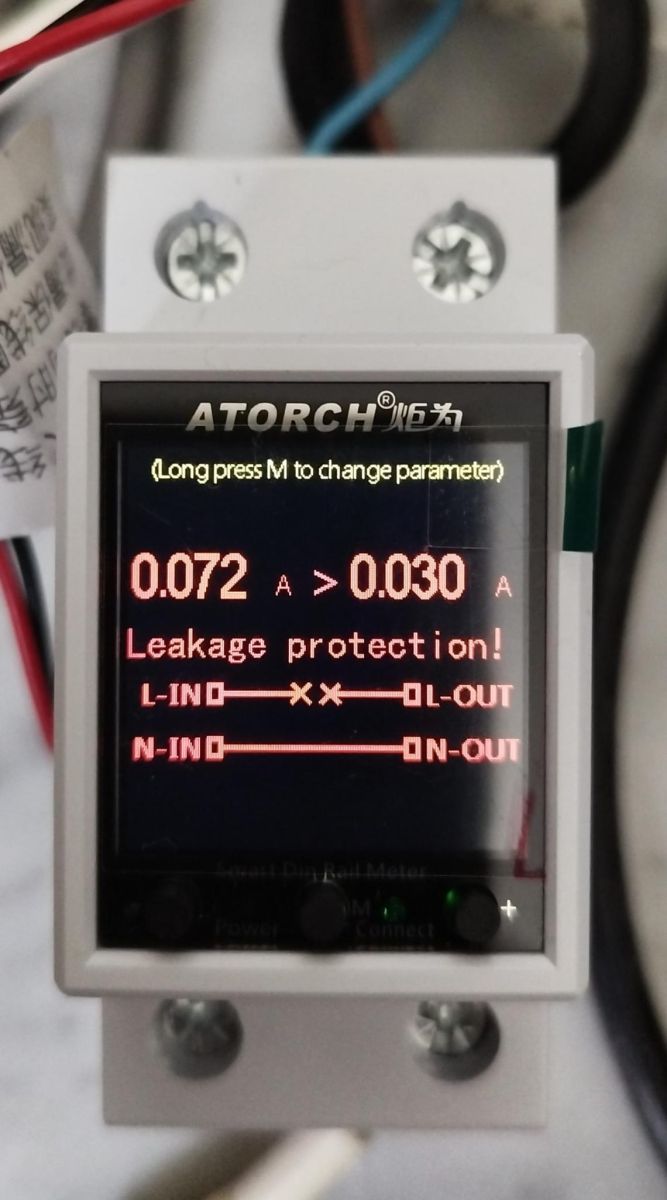 ATORCH® 炬为
(Long press M to change parameter)
0.072 A > 0.030 A
Leakage protection!
L-IN L-OUT
N-IN N-OUT
L
Smart Din Rail Meter
- M +
Power Connect